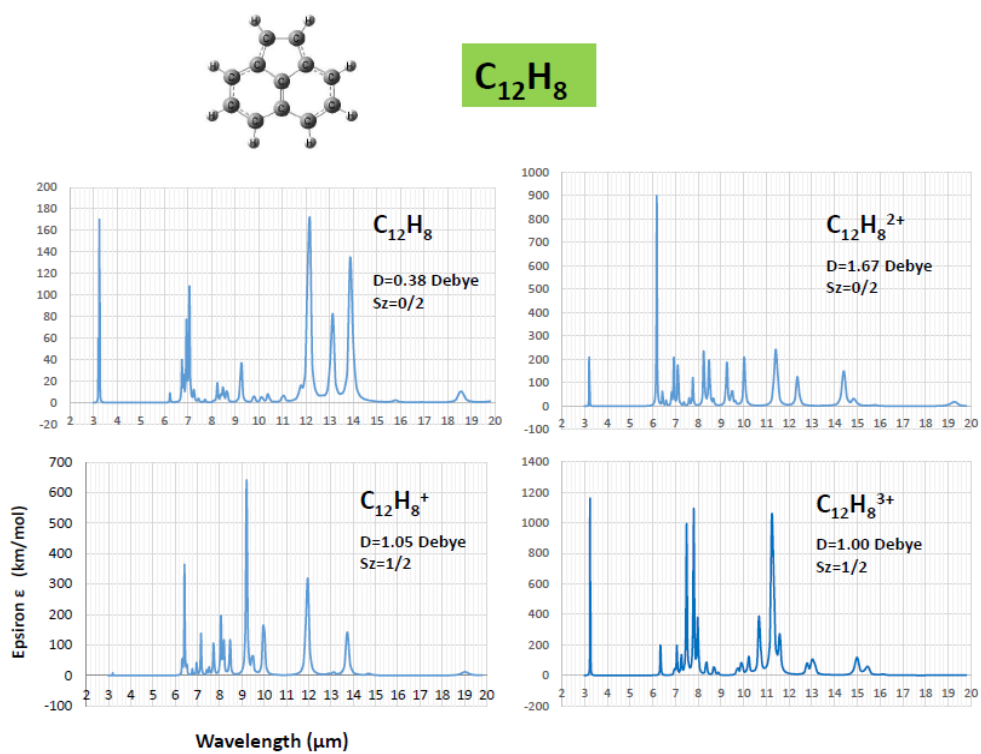 H H
C C
H C C H
C C C
H C C C H
C C
H H
C12H8
200
180
160
140
120
100
80
60
40
20
0
-20
2 3 4 5 6 7 8 9 10 11 12 13 14 15 16 17 18 19 20
C12H8
D=0.38 Debye
Sz=0/2
1000
900
800
700
600
500
400
300
200
100
0
-100
2 3 4 5 6 7 8 9 10 11 12 13 14 15 16 17 18 19 20
C12H82+
D=1.67 Debye
Sz=0/2
Epsiron ε (km/mol)
700
600
500
400
300
200
100
0
-100
2 3 4 5 6 7 8 9 10 11 12 13 14 15 16 17 18 19 20
C12H8+
D=1.05 Debye
Sz=1/2
1400
1200
1000
800
600
400
200
0
-200
2 3 4 5 6 7 8 9 10 11 12 13 14 15 16 17 18 19 20
C12H83+
D=1.00 Debye
Sz=1/2
Wavelength (μm)